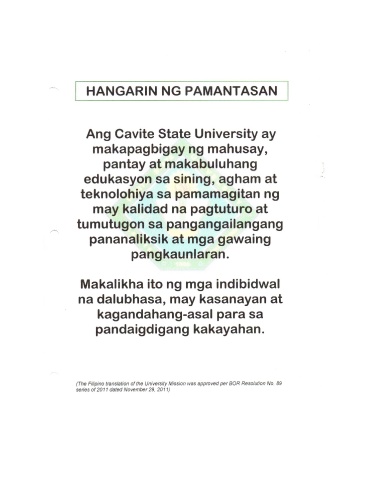 HANGARIN NG PAMANTASAN
Ang Cavite State University ay
makapagbigay ng mahusay,
pantay at makabuluhang
edukasyon sa sining, agham at
teknolohiya sa pamamagitan ng
may kalidad na pagtuturo at
tumutugon sa pangangailangang
pananaliksik at mga gawaing
pangkaunlaran.
Makalikha ito ng mga indibidwal
na dalubhasa, may kasanayan at
kagandahang-asal para sa
pandaigdigang kakayahan.
(The Filipino translation of the University Mission was approved per BOR Resolution No. 89
series of 2011 dated November 28, 2011)